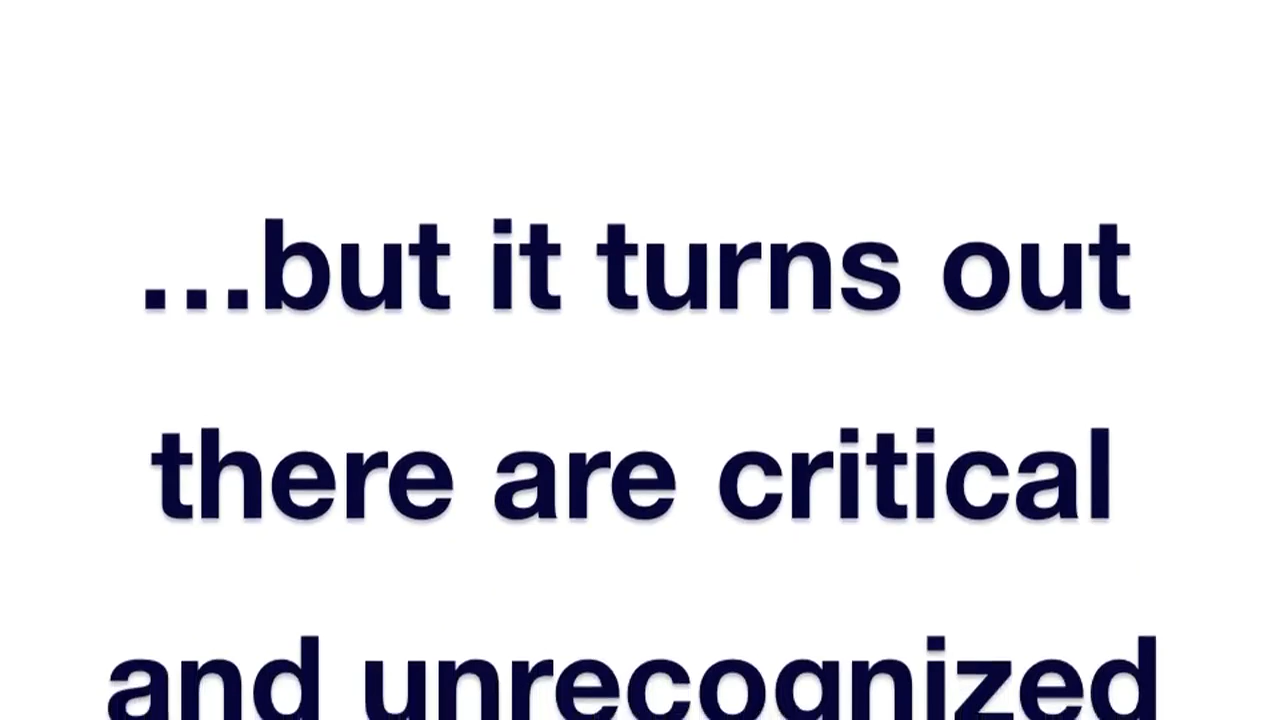 …but it turns out
there are critical
and unrecognized